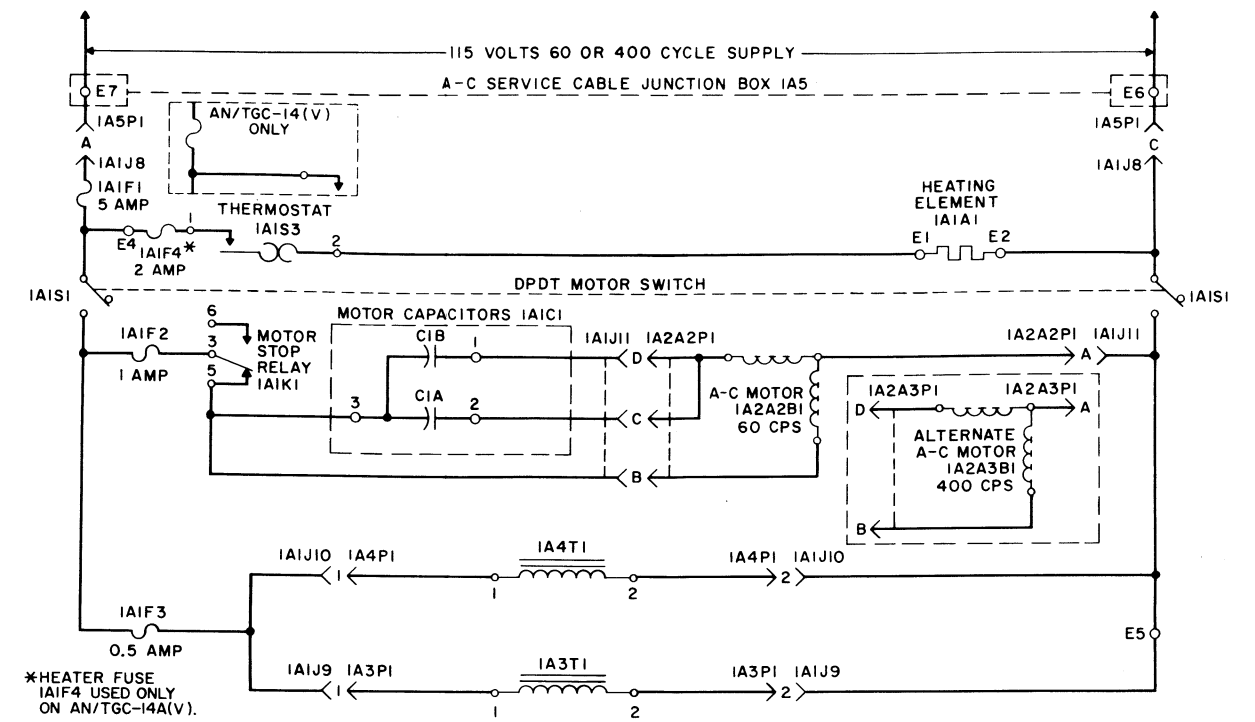 115 VOLTS 60 OR 400 CYCLE SUPPLY
A-C SERVICE CABLE JUNCTION BOX 1A5
E7
E6
1A5P1
A
1A1J8
1A1F1
5 AMP
AN/TGC-14(V)
ONLY
1A5P1
C
1A1J8
THERMOSTAT
1A1S3
HEATING
ELEMENT
1A1A1
E4
1
1A1F4*
2 AMP
2
E1
E2
DPDT MOTOR SWITCH
1A1S1
1A1S1
1A1F2
1 AMP
6
3
5
MOTOR
STOP
RELAY
1A1K1
MOTOR CAPACITORS 1A1C1
C1B
1
C1A
3
2
1A1J11
1A2A2P1
D
C
B
A-C MOTOR
1A2A2B1
60 CPS
1A2A2P1
1A1J11
A
1A2A3P1
1A2A3P1
D
A
ALTERNATE
A-C MOTOR
1A2A3B1
400 CPS
B
1A1J10
1A4P1
1
1A4T1
1
2
1A4P1
1A1J10
2
1A1F3
0.5 AMP
E5
1A1J9
1A3P1
1
1A3T1
1
2
1A3P1
1A1J9
2
*HEATER FUSE
1A1F4 USED ONLY
ON AN/TGC-14A(V).